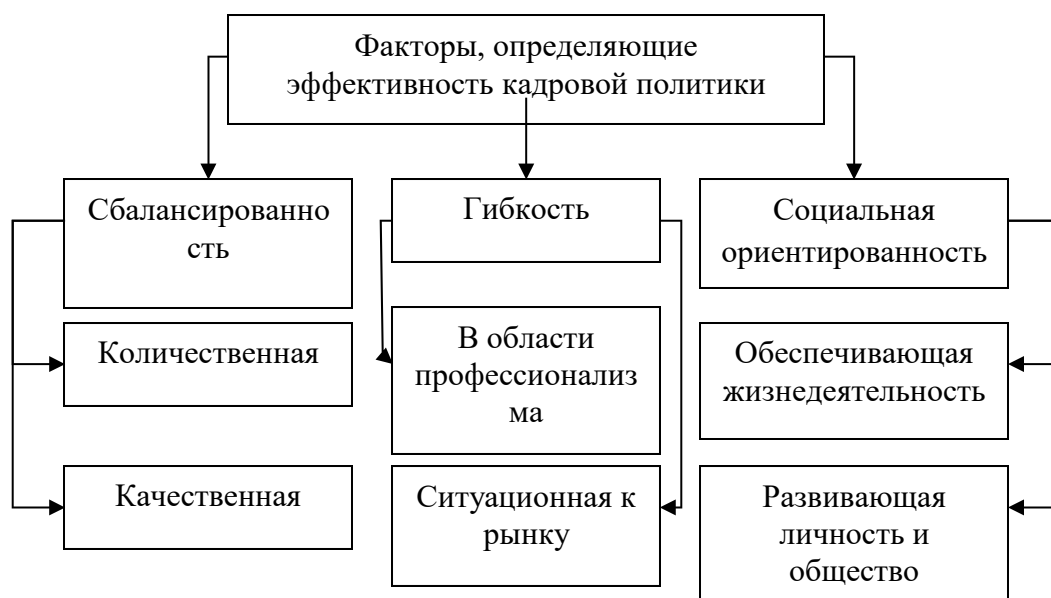 Факторы, определяющие
эффективность кадровой политики
Сбалансированно
сть
Гибкость
Социальная
ориентированность
Количественная
В области
профессионализ
ма
Обеспечивающая
жизнедеятельность
Качественная
Ситуационная к
рынку
Развивающая
личность и
общество